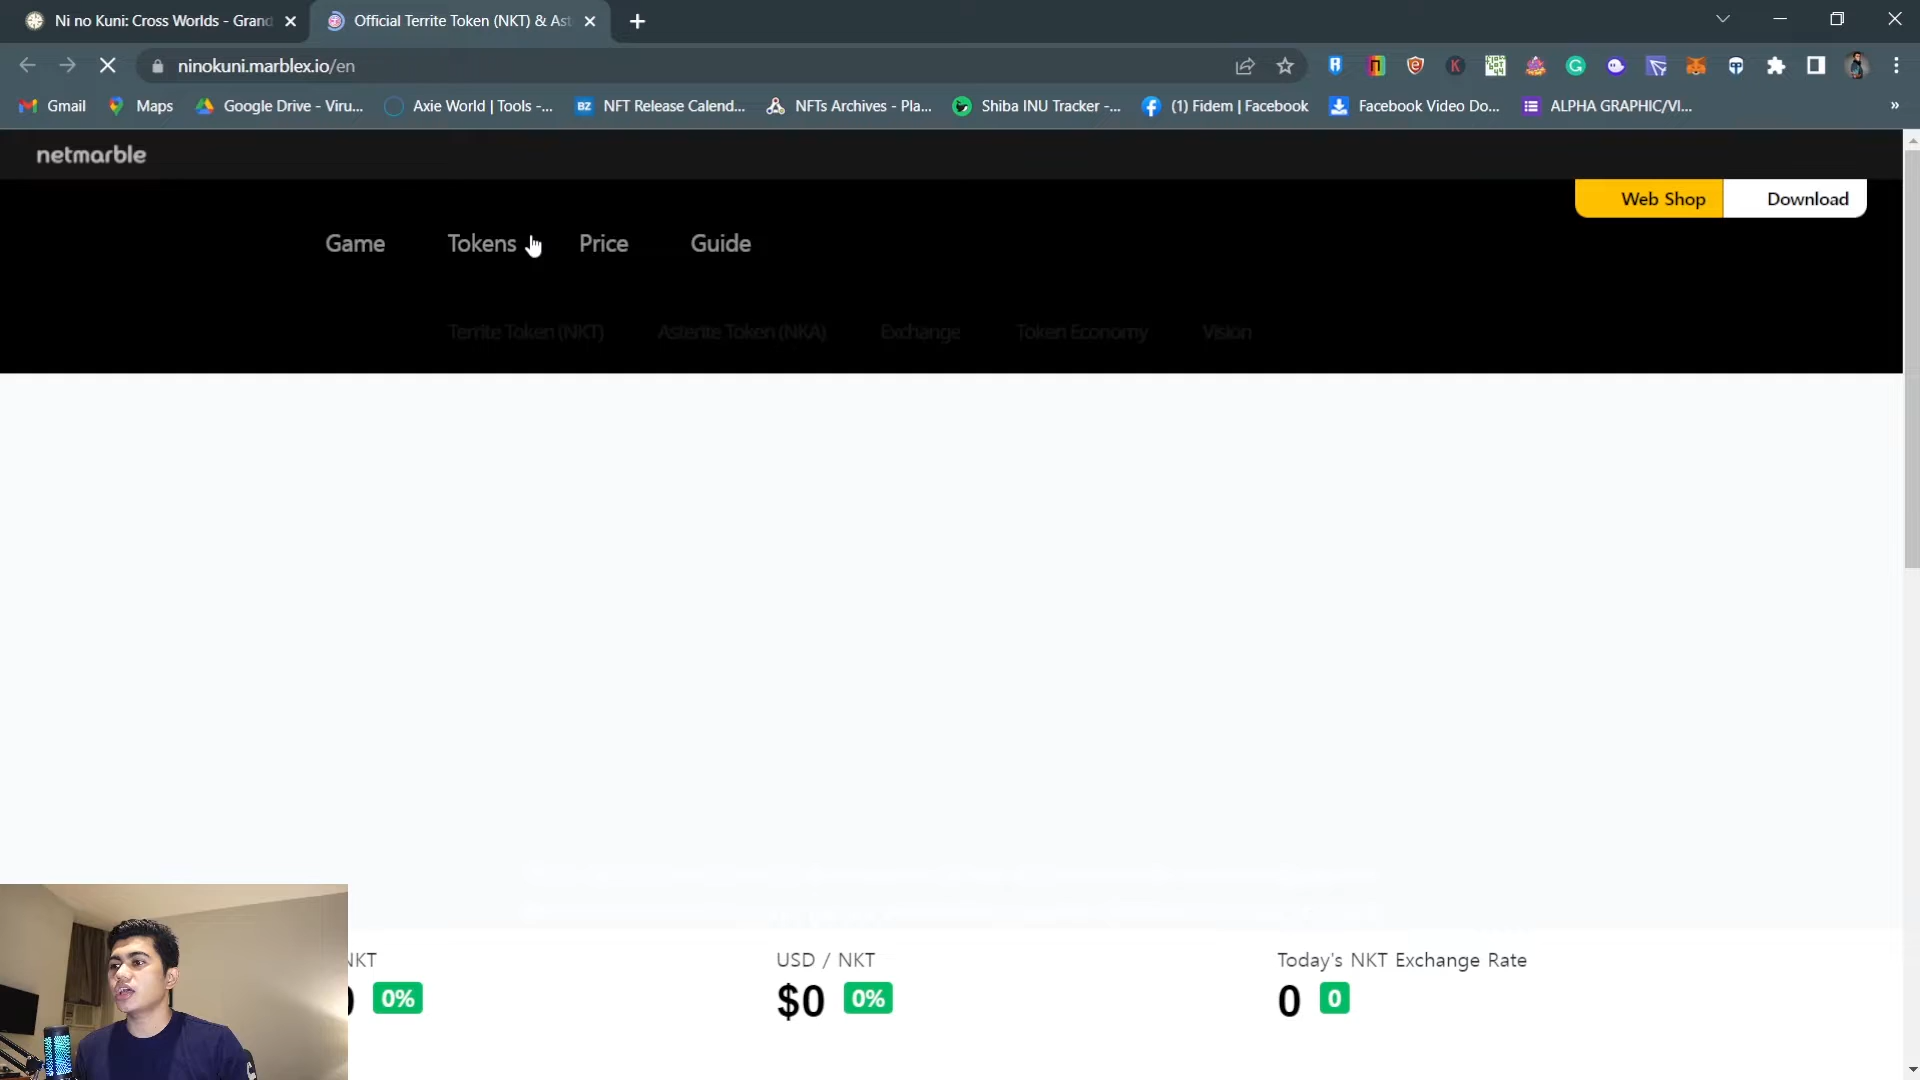 Ni no Kuni: Cross Worlds - Grand
Official Territe Token (NKT) & Ast
ninokuni.marblex.io/en
Gmail
Maps
Google Drive - Viru...
Axie World | Tools -...
BZ
NFT Release Calend...
NFTs Archives - Pla...
Shiba INU Tracker -...
(1) Fidem | Facebook
Facebook Video Do...
ALPHA GRAPHIC/VI...
»
netmarble
Web Shop
Download
Game
Tokens
Price
Guide
Territe Token (NKT)
Asterite Token (NKA)
Exchange
Token Economy
Vision
NKT
0%
USD / NKT
$0
0%
Today's NKT Exchange Rate
0
0